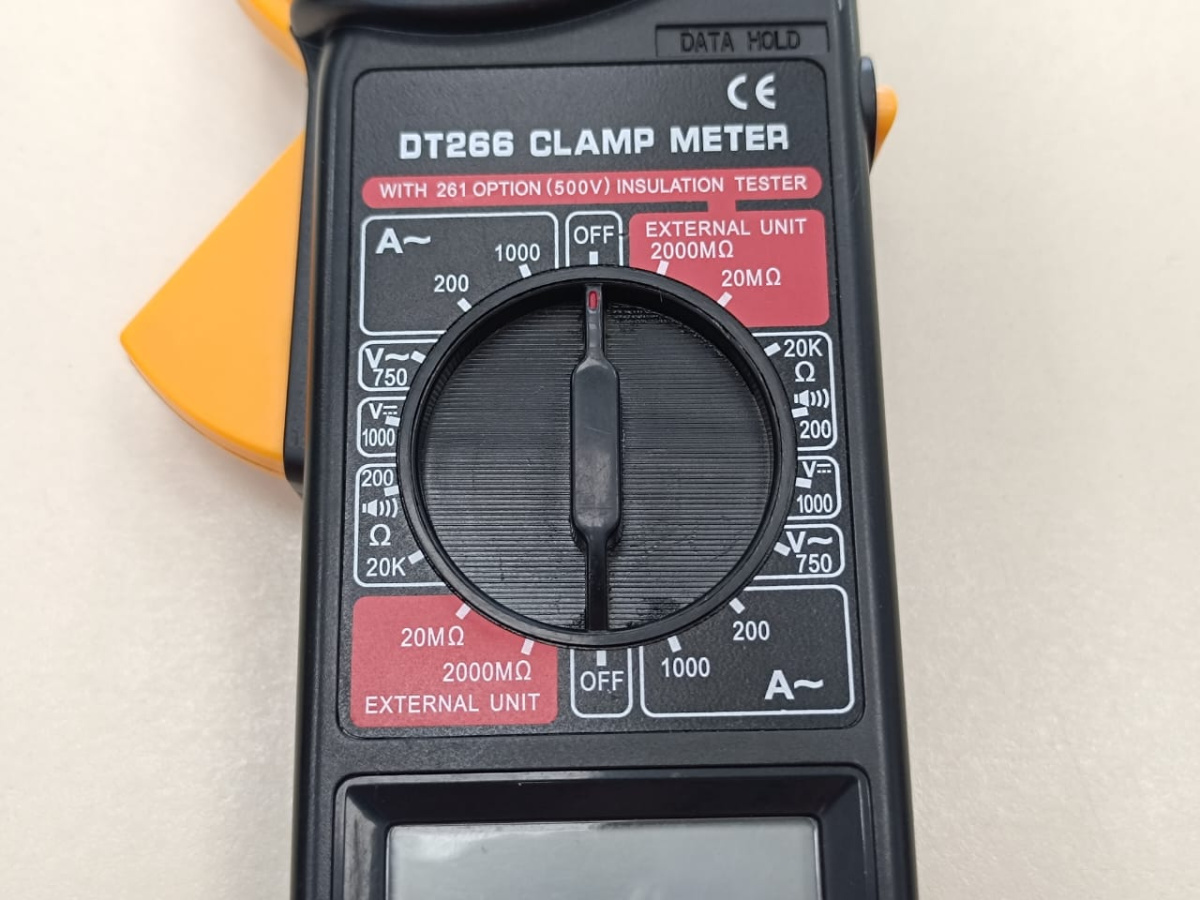 DATA HOLD
CE
DT266 CLAMP METER
WITH 261 OPTION (500V) INSULATION TESTER
A~
1000
200
OFF
EXTERNAL UNIT
2000MΩ
20MΩ
V~
750
V⎓
1000
200
Ω
20K
20K
Ω
200
V⎓
1000
V~
750
20MΩ
2000MΩ
EXTERNAL UNIT
OFF
200
1000
A~